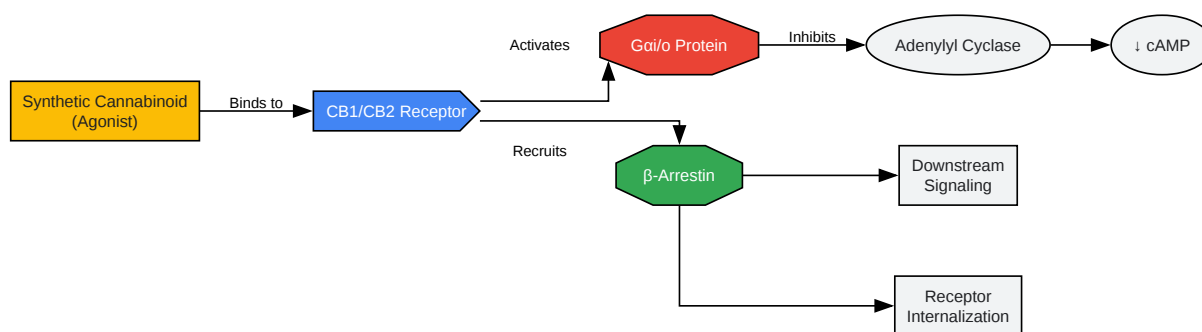 Synthetic Cannabinoid
(Agonist)
Binds to
CB1/CB2 Receptor
Activates
Gαi/o Protein
Inhibits
Adenylyl Cyclase
↓ cAMP
Recruits
β-Arrestin
Downstream
Signaling
Receptor
Internalization